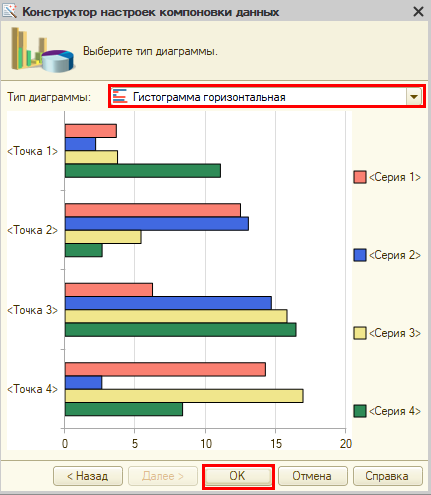 Конструктор настроек компоновки данных
Выберите тип диаграммы.
Тип диаграммы: Гистограмма горизонтальная
<Точка 1>
<Точка 2>
<Точка 3>
<Точка 4>
0 5 10 15 20
<Серия 1>
<Серия 2>
<Серия 3>
<Серия 4>
< Назад Далее > OK Отмена Справка